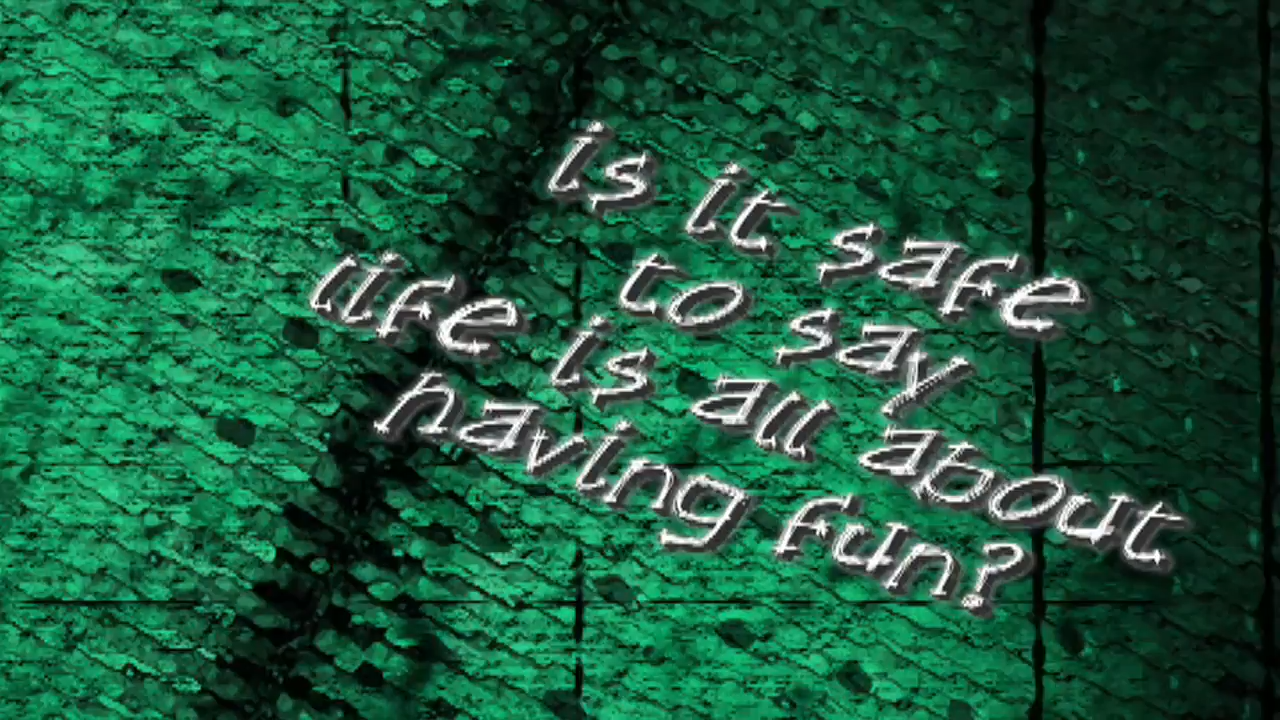 is it safe
to say
life is all about
having fun?